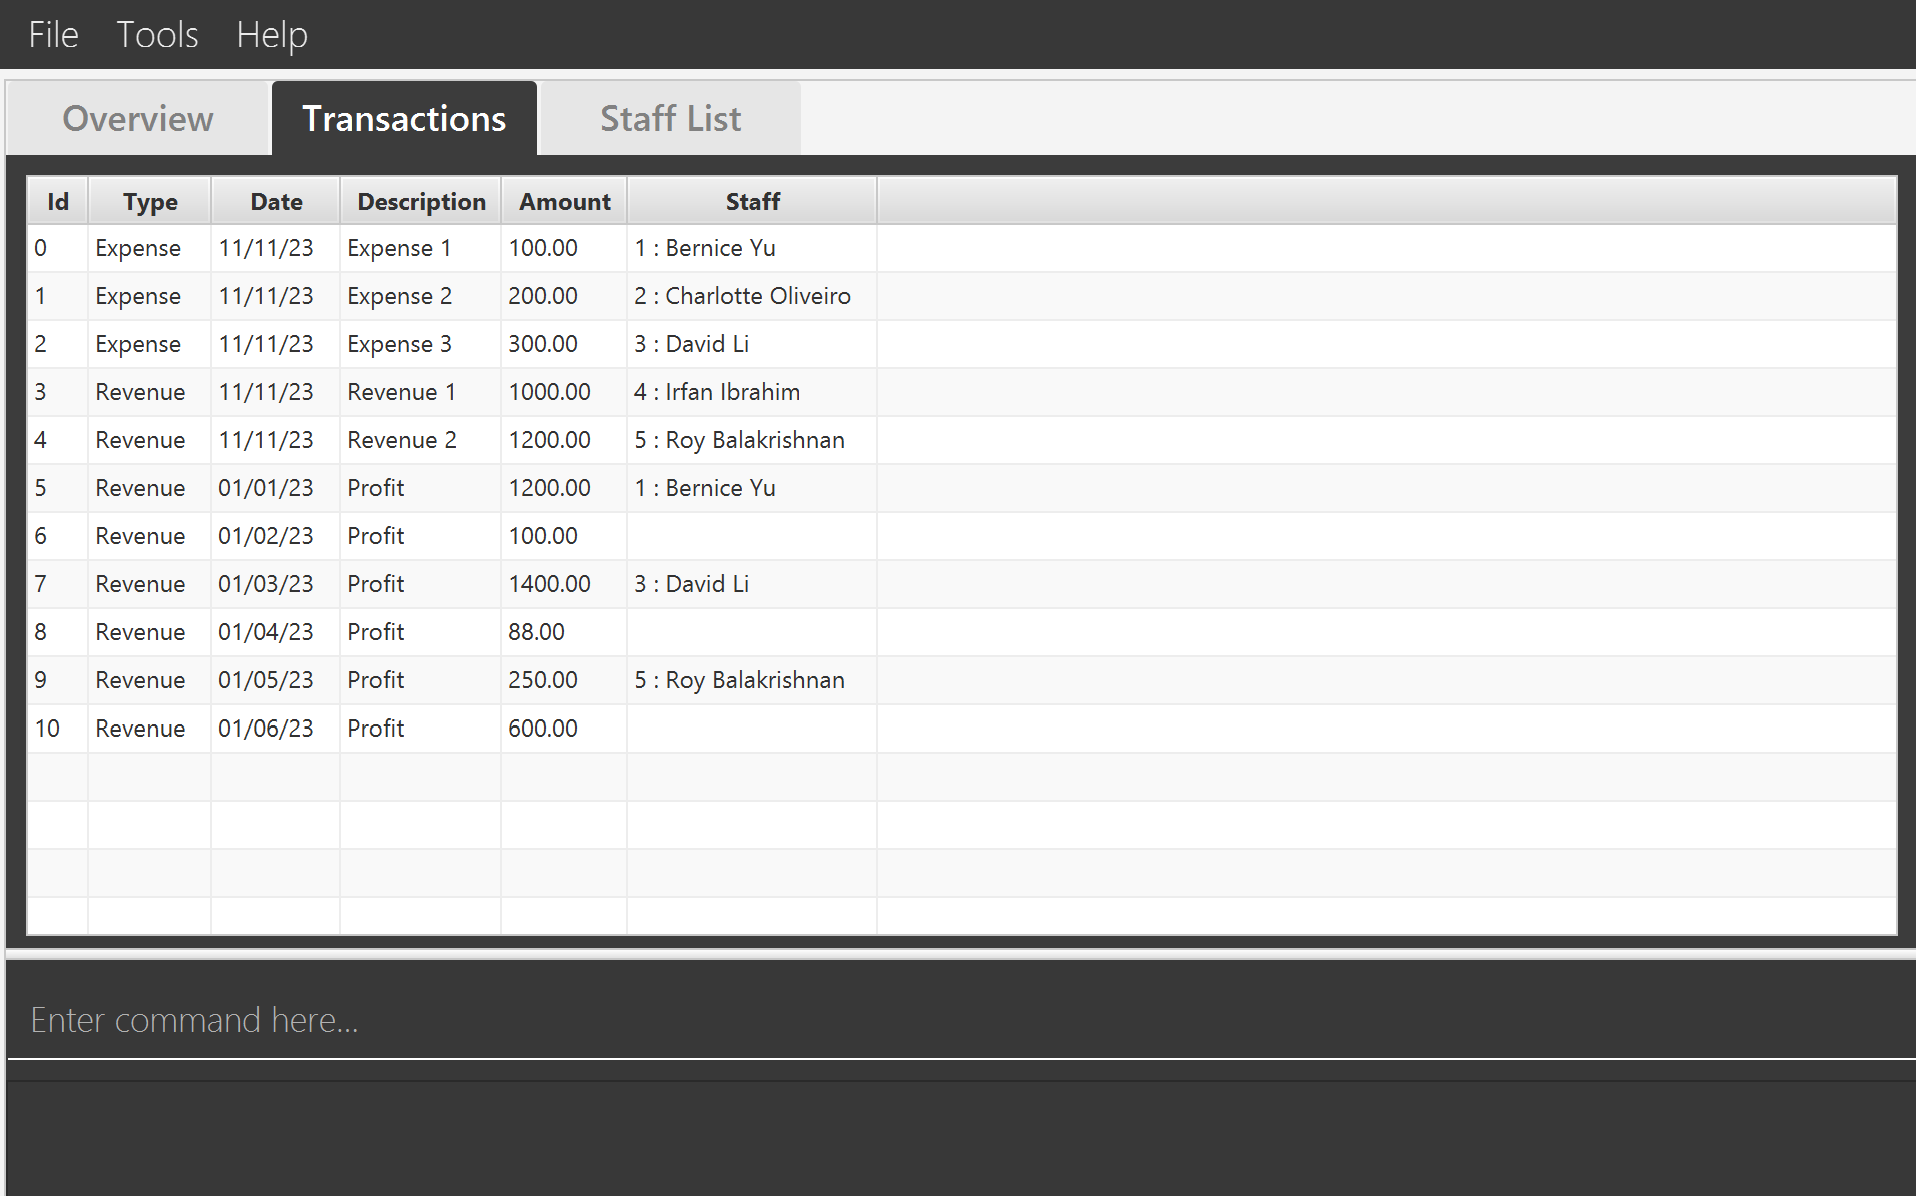 File Tools Help
Overview Transactions Staff List
Id Type Date Description Amount Staff
0 Expense 11/11/23 Expense 1 100.00 1 : Bernice Yu
1 Expense 11/11/23 Expense 2 200.00 2 : Charlotte Oliveiro
2 Expense 11/11/23 Expense 3 300.00 3 : David Li
3 Revenue 11/11/23 Revenue 1 1000.00 4 : Irfan Ibrahim
4 Revenue 11/11/23 Revenue 2 1200.00 5 : Roy Balakrishnan
5 Revenue 01/01/23 Profit 1200.00 1 : Bernice Yu
6 Revenue 01/02/23 Profit 100.00
7 Revenue 01/03/23 Profit 1400.00 3 : David Li
8 Revenue 01/04/23 Profit 88.00
9 Revenue 01/05/23 Profit 250.00 5 : Roy Balakrishnan
10 Revenue 01/06/23 Profit 600.00
Enter command here...